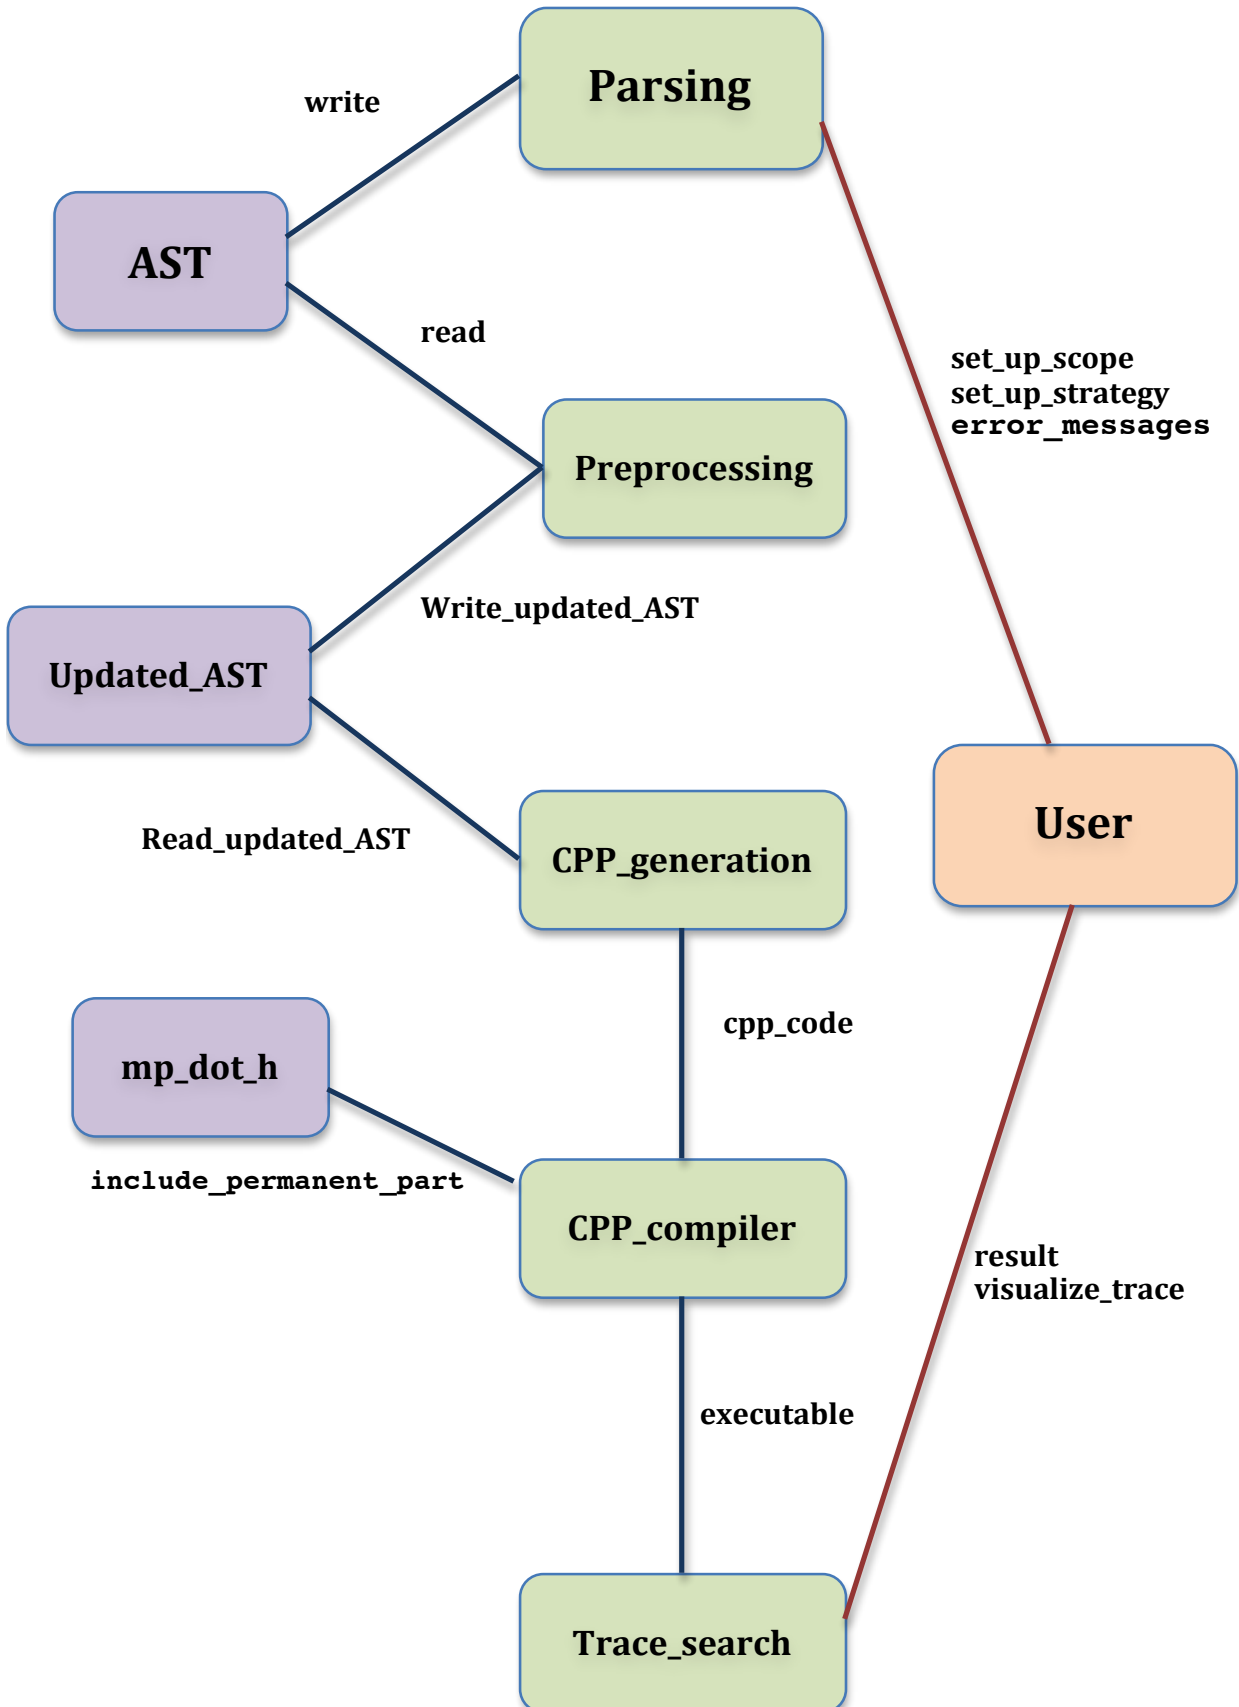 Parsing
write
AST
read
set_up_scope
set_up_strategy
error_messages
Preprocessing
Write_updated_AST
Updated_AST
User
Read_updated_AST
CPP_generation
cpp_code
mp_dot_h
include_permanent_part
CPP_compiler
result
visualize_trace
executable
Trace_search